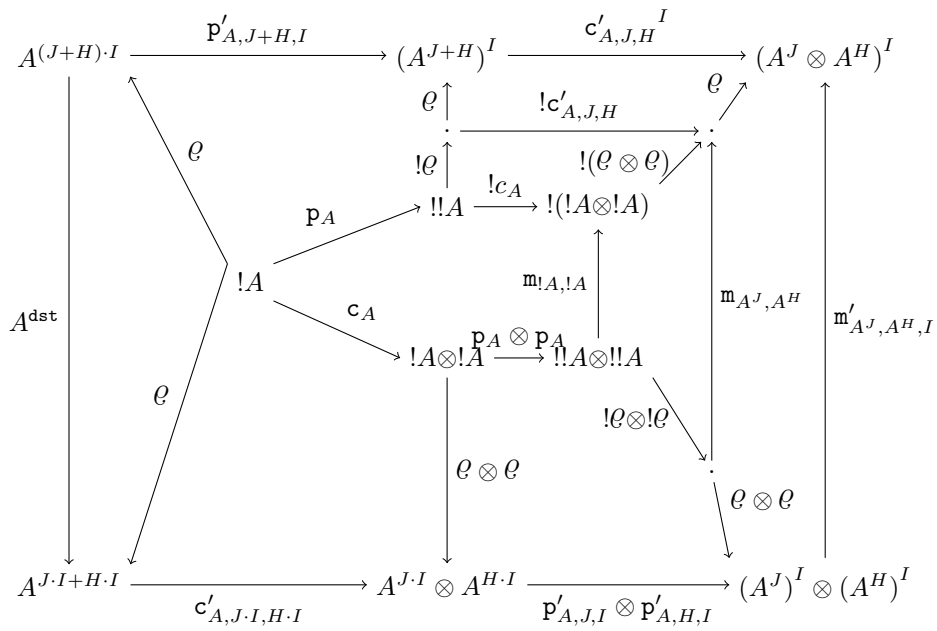 p′_{A,J+H,I} c′_{A,J,H}^I
A^{(J+H)·I} (A^{J+H})^I (A^J ⊗ A^H)^I
ϱ !c′_{A,J,H} ϱ
· ·
ϱ !ϱ !(ϱ ⊗ ϱ)
!c_A
p_A !!A !(!A⊗!A)
!A m_{!A,!A} m_{A^J,A^H}
A^{dst} c_A m′_{A^J,A^H,I}
p_A ⊗ p_A
!A⊗!A !!A⊗!!A
ϱ !ϱ⊗!ϱ
ϱ ⊗ ϱ ·
ϱ ⊗ ϱ
A^{J·I+H·I} A^{J·I} ⊗ A^{H·I} (A^J)^I ⊗ (A^H)^I
c′_{A,J·I,H·I} p′_{A,J,I} ⊗ p′_{A,H,I}